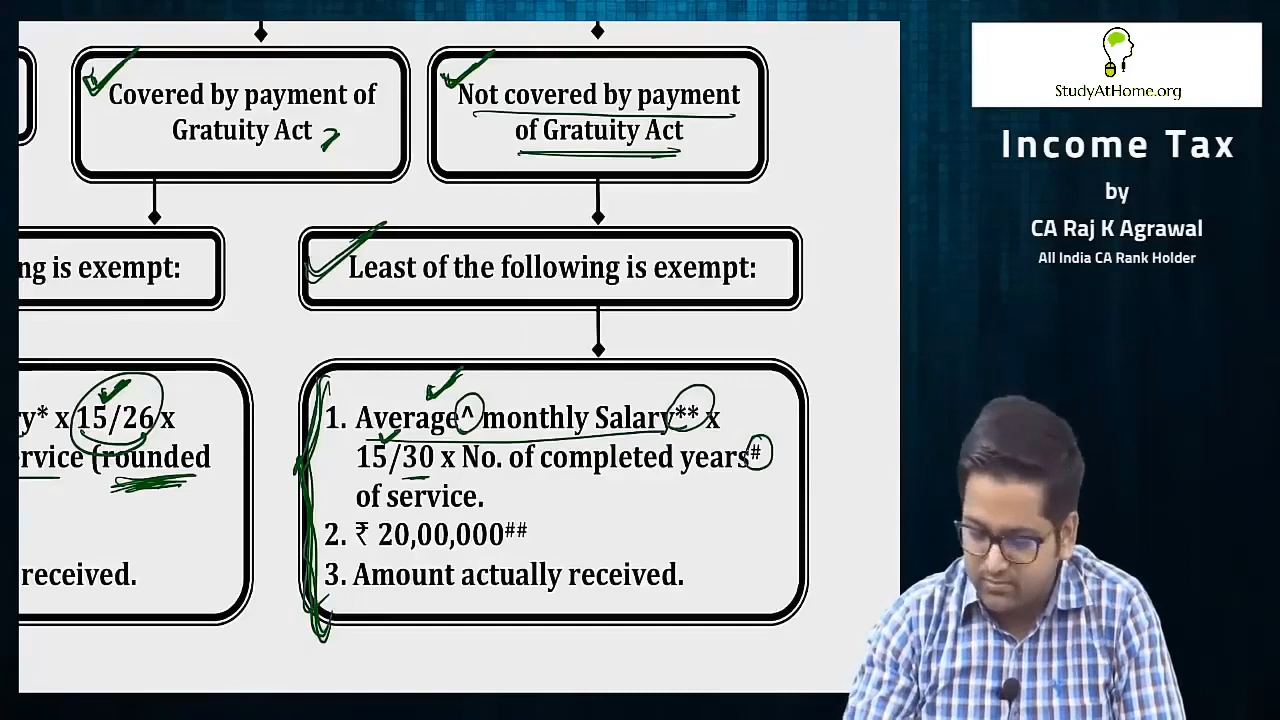 Covered by payment of
Gratuity Act
Not covered by payment
of Gratuity Act
ng is exempt:
Least of the following is exempt:
y* x 15/26 x
rvice (rounded
received.
1. Average^ monthly Salary** x
15/30 x No. of completed years#
of service.
2. ₹ 20,00,000##
3. Amount actually received.
StudyAtHome.org
Income Tax
by
CA Raj K Agrawal
All India CA Rank Holder